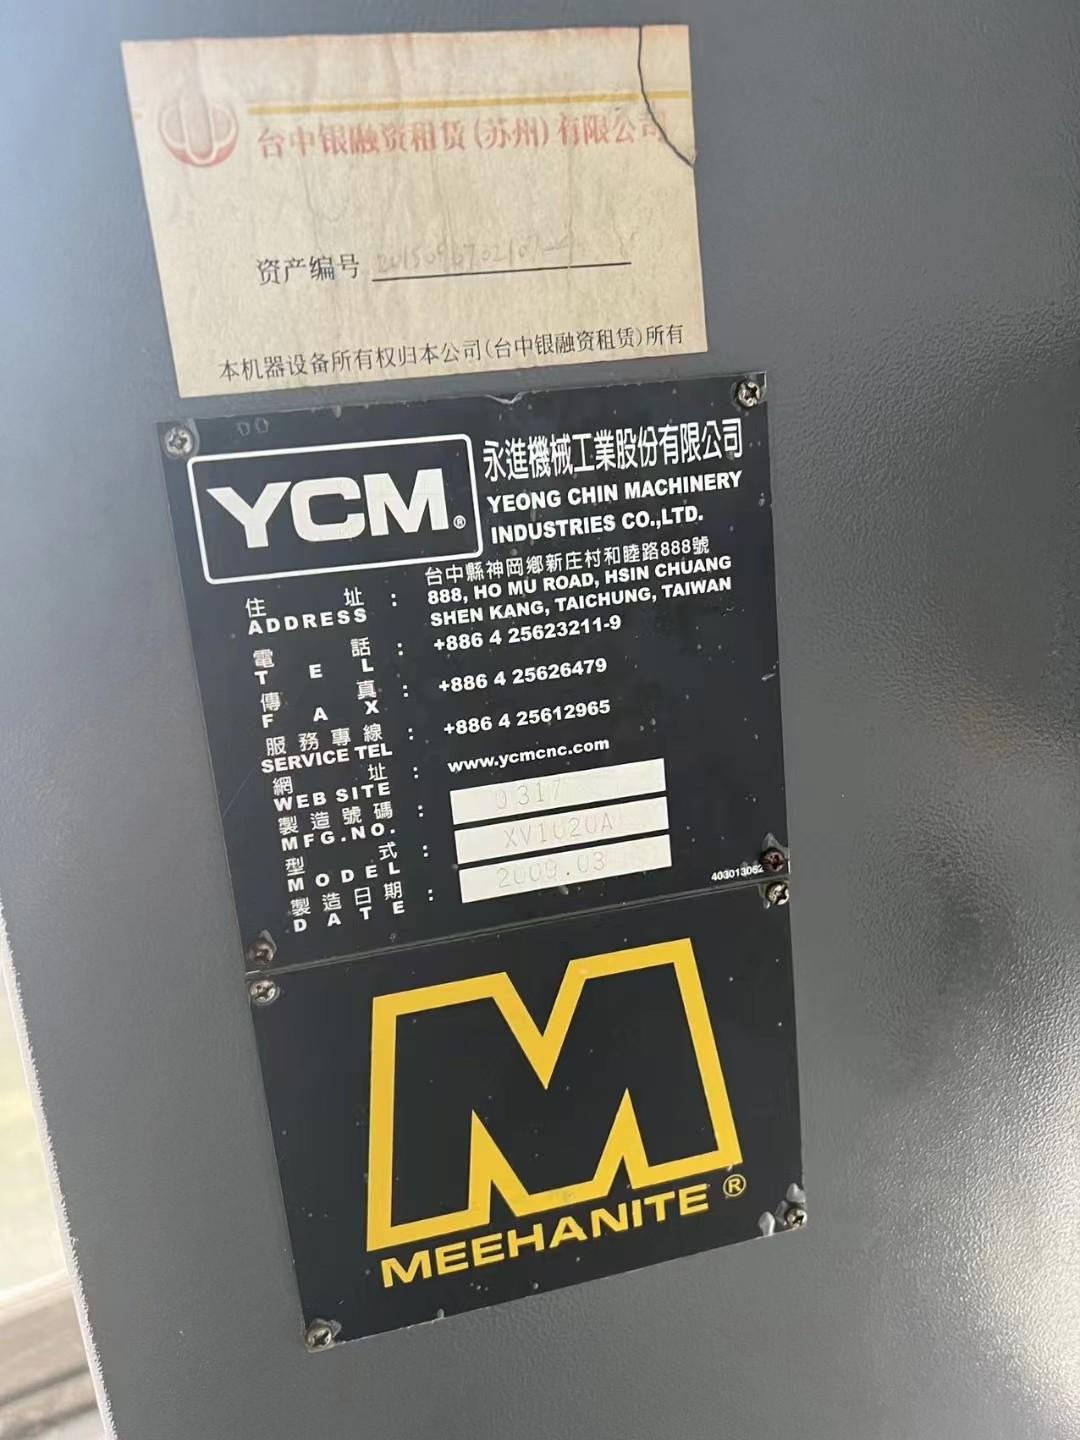 台中银融资租赁(苏州)有限公司
资产编号
本机器设备所有权归本公司(台中银融资租赁)所有
YCM®
永進機械工業股份有限公司
YEONG CHIN MACHINERY
INDUSTRIES CO.,LTD.
住址 : 台中縣神岡鄉新庄村和睦路888號
ADDRESS 888, HO MU ROAD, HSIN CHUANG
SHEN KANG, TAICHUNG, TAIWAN
電話 : +886 4 25623211-9
TEL
傳真 : +886 4 25626479
FAX
服務專線 : +886 4 25612965
SERVICE TEL
網址 : www.ycmcnc.com
WEB SITE
製造號碼 : 0317
MFG.NO.
型式 : XV1020A
MODEL
製造日期 : 2009.03
DATE
403013062
MEEHANITE®